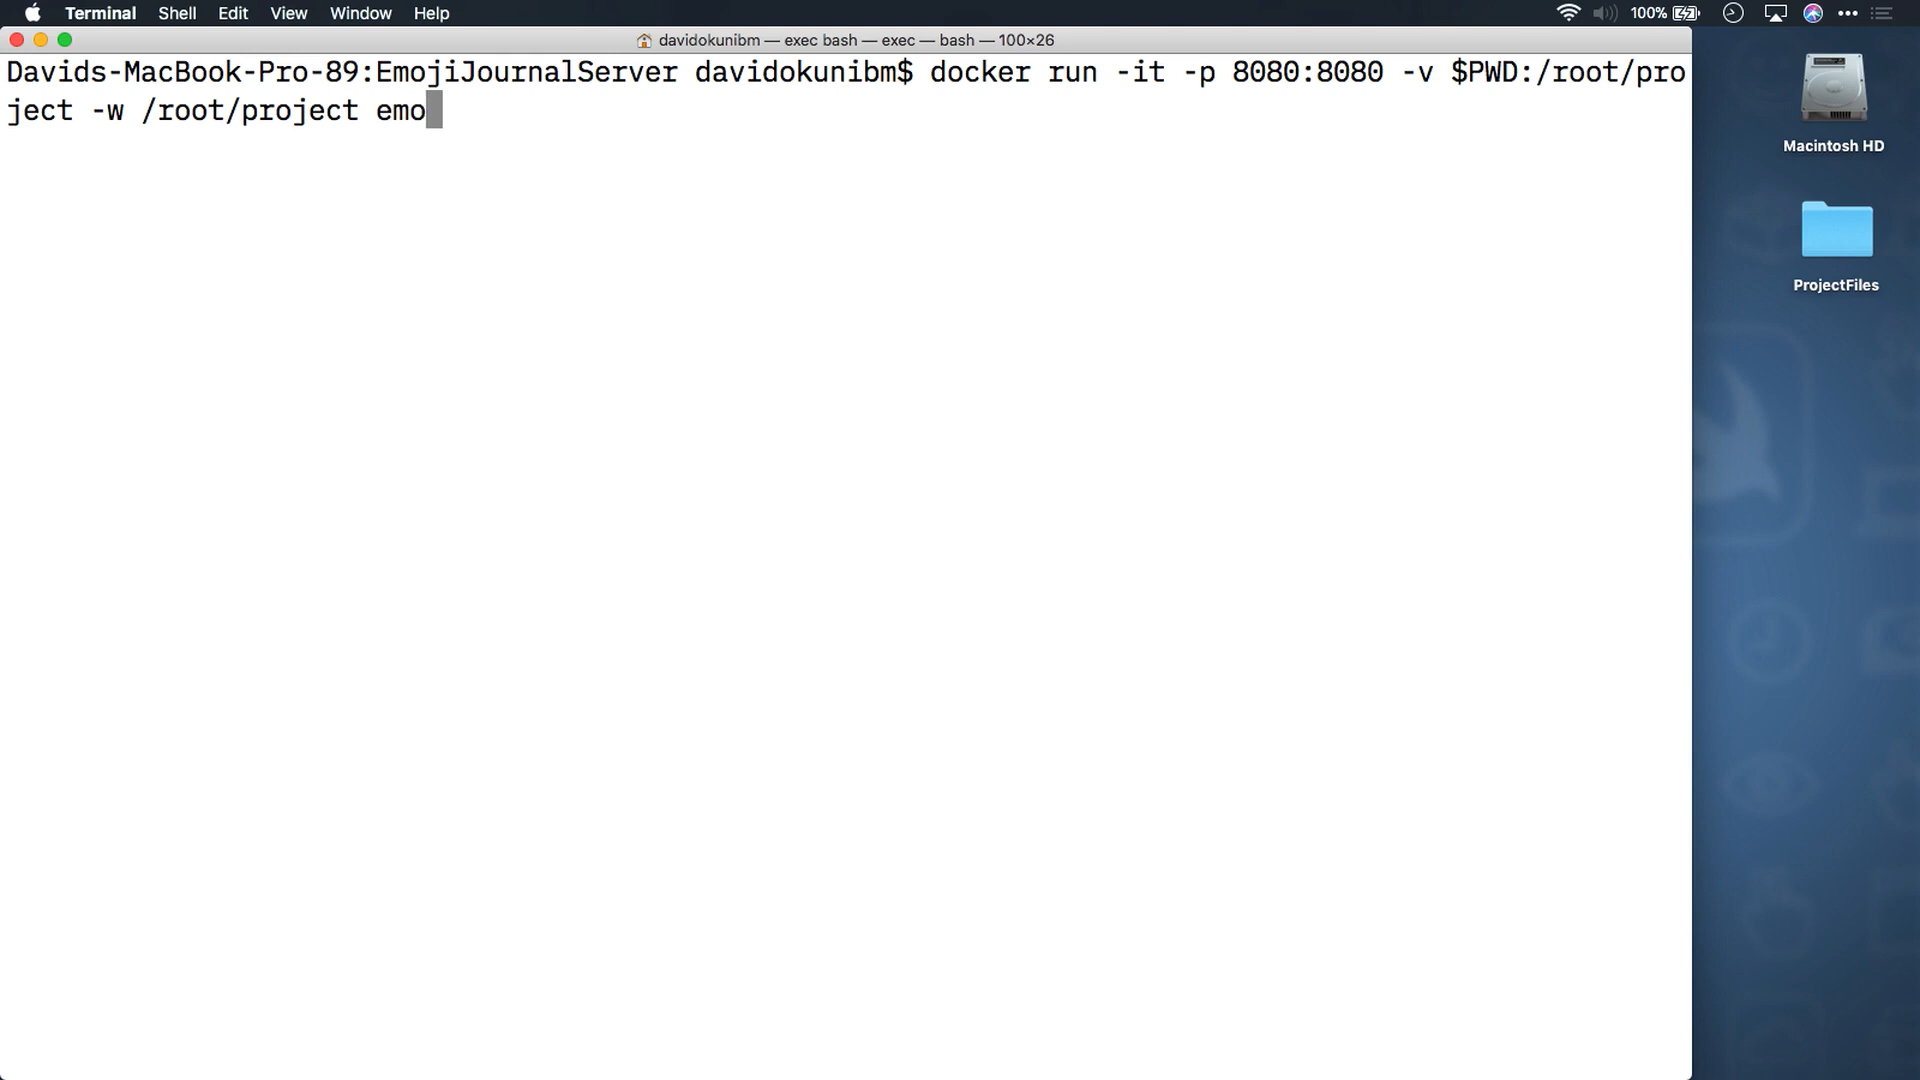 Terminal Shell Edit View Window Help 100%
davidokunibm — exec bash — exec — bash — 100×26
Davids-MacBook-Pro-89:EmojiJournalServer davidokunibm$ docker run -it -p 8080:8080 -v $PWD:/root/pro
ject -w /root/project emo
Macintosh HD
ProjectFiles